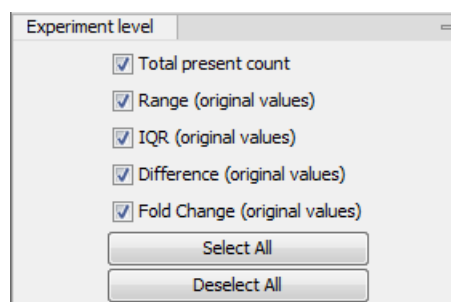 Experiment level
Total present count
Range (original values)
IQR (original values)
Difference (original values)
Fold Change (original values)
Select All
Deselect All